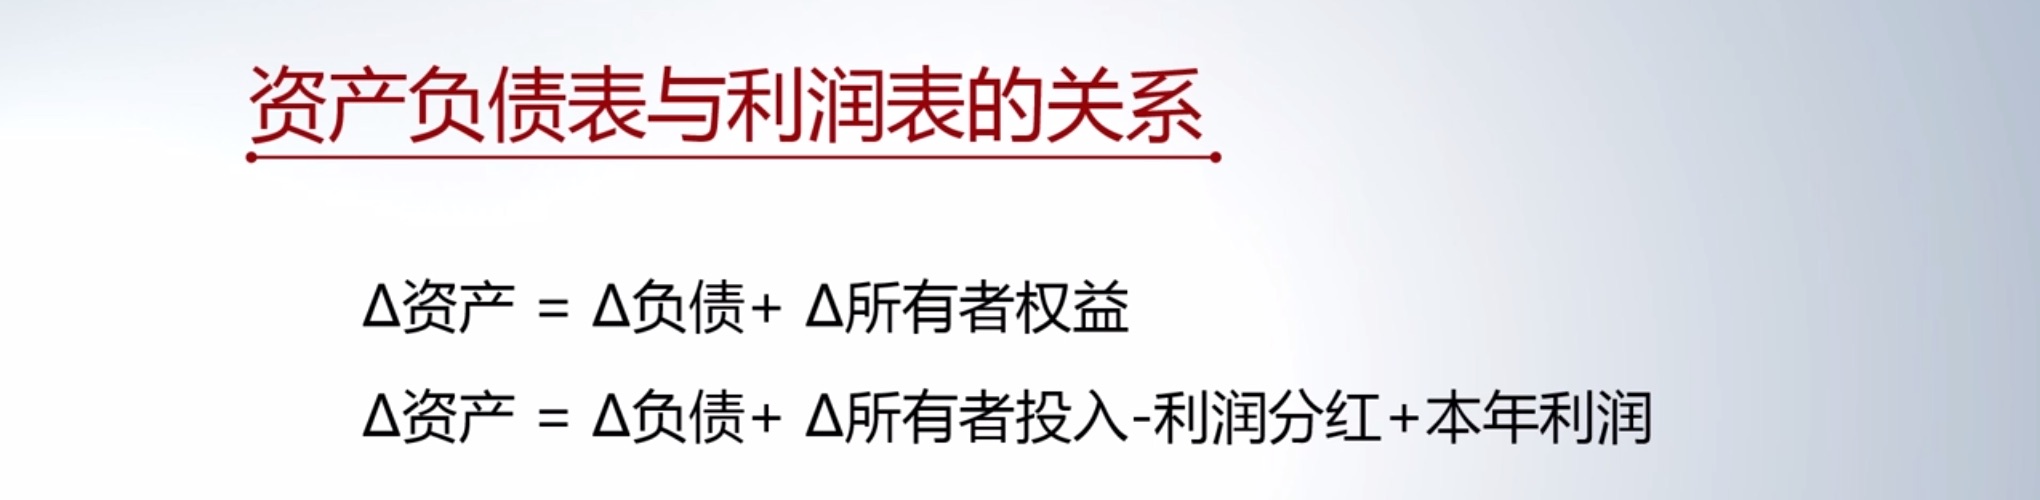 资产负债表与利润表的关系
Δ资产 = Δ负债+ Δ所有者权益
Δ资产 = Δ负债+ Δ所有者投入-利润分红+本年利润